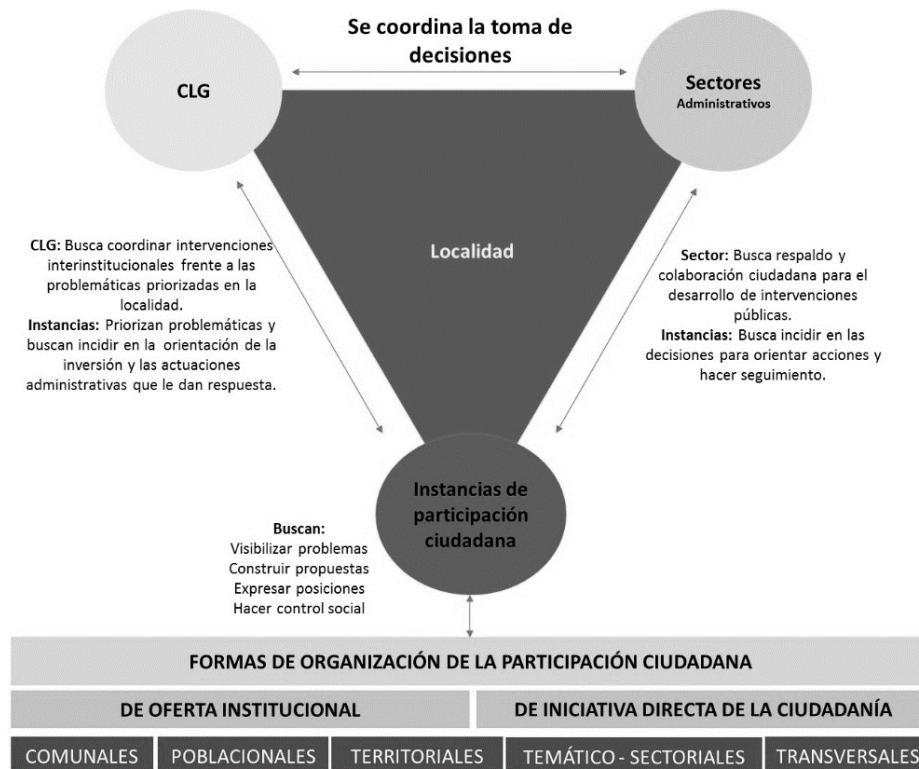 Se coordina la toma de
decisiones
CLG
Sectores
Administrativos
Localidad
CLG: Busca coordinar intervenciones
interinstitucionales frente a las
problemáticas priorizadas en la
localidad.
Instancias: Priorizan problemáticas y
buscan incidir en la orientación de la
inversión y las actuaciones
administrativas que le dan respuesta.
Sector: Busca respaldo y
colaboración ciudadana para el
desarrollo de intervenciones
públicas.
Instancias: Busca incidir en las
decisiones para orientar acciones y
hacer seguimiento.
Instancias de
participación
ciudadana
Buscan:
Visibilizar problemas
Construir propuestas
Expresar posiciones
Hacer control social
FORMAS DE ORGANIZACIÓN DE LA PARTICIPACIÓN CIUDADANA
DE OFERTA INSTITUCIONAL
DE INICIATIVA DIRECTA DE LA CIUDADANÍA
COMUNALES
POBLACIONALES
TERRITORIALES
TEMÁTICO - SECTORIALES
TRANSVERSALES